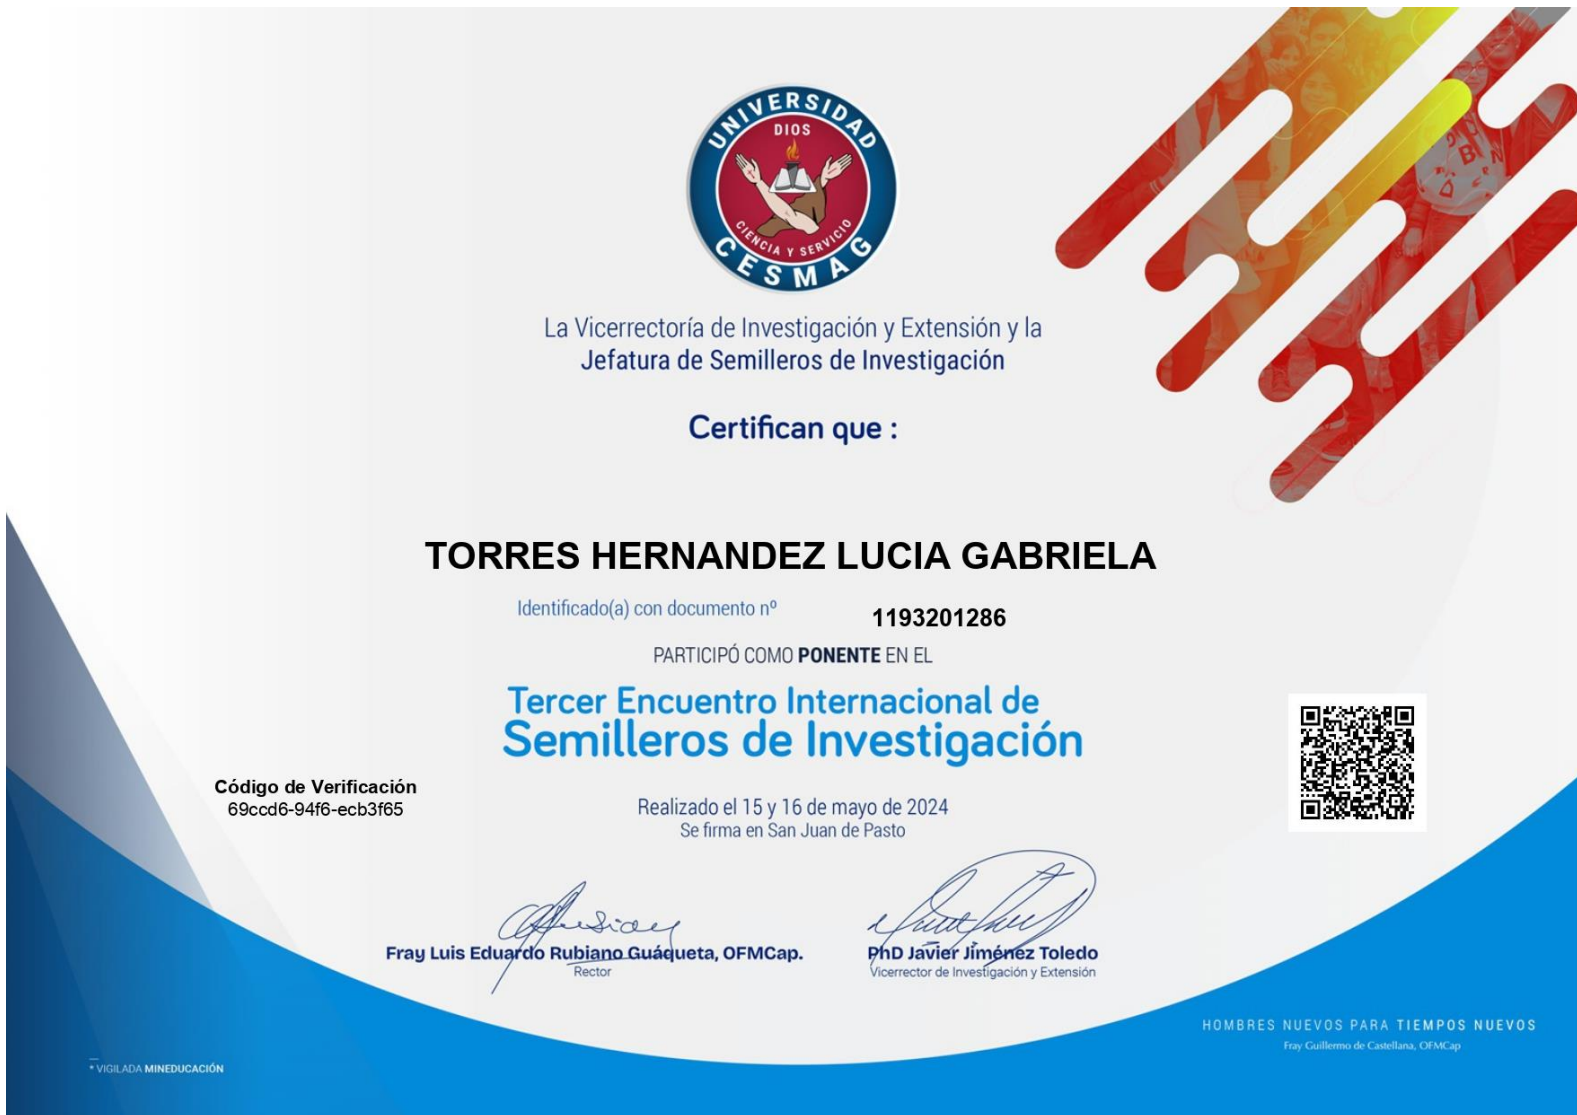 UNIVERSIDAD
DIOS
CIENCIA Y SERVICIO
CESMAG
La Vicerrectoría de Investigación y Extensión y la
Jefatura de Semilleros de Investigación
Certifican que :
TORRES HERNANDEZ LUCIA GABRIELA
Identificado(a) con documento nº 1193201286
PARTICIPÓ COMO PONENTE EN EL
Tercer Encuentro Internacional de
Semilleros de Investigación
Código de Verificación
69ccd6-94f6-ecb3f65
Realizado el 15 y 16 de mayo de 2024
Se firma en San Juan de Pasto
Fray Luis Eduardo Rubiano Guáqueta, OFMCap.
Rector
PhD Javier Jiménez Toledo
Vicerrector de Investigación y Extensión
HOMBRES NUEVOS PARA TIEMPOS NUEVOS
Fray Guillermo de Castellana, OFMCap
* VIGILADA MINEDUCACIÓN